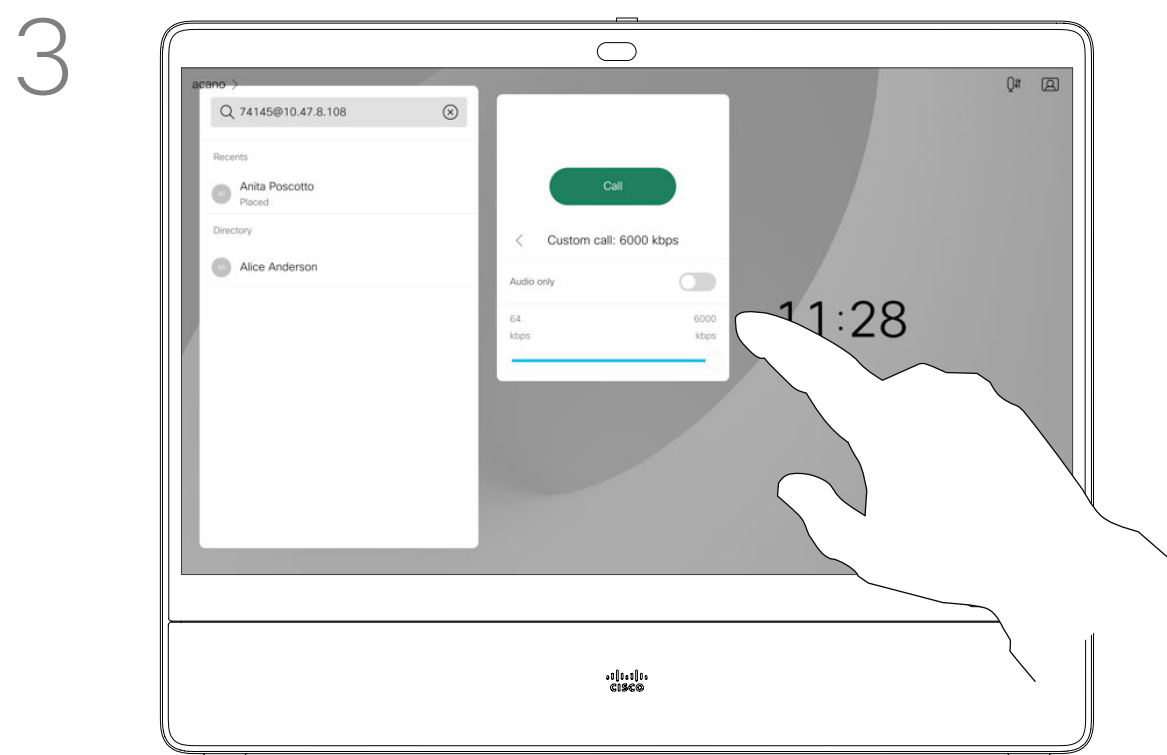 3
acano >
74145@10.47.8.108
Recents
Anita Poscotto
Placed
Directory
Alice Anderson
Call
Custom call: 6000 kbps
Audio only
64 6000
kbps kbps
11:28
CISCO